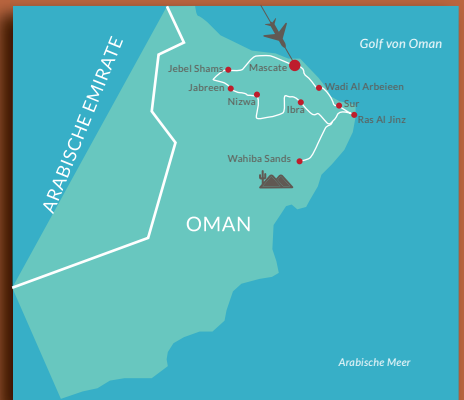 Golf von Oman
ARABISCHE EMIRATE
Jebel Shams
Mascate
Jabreen
Wadi Al Arbeieen
Nizwa
Ibra
Sur
Ras Al Jinz
Wahiba Sands
OMAN
Arabische Meer